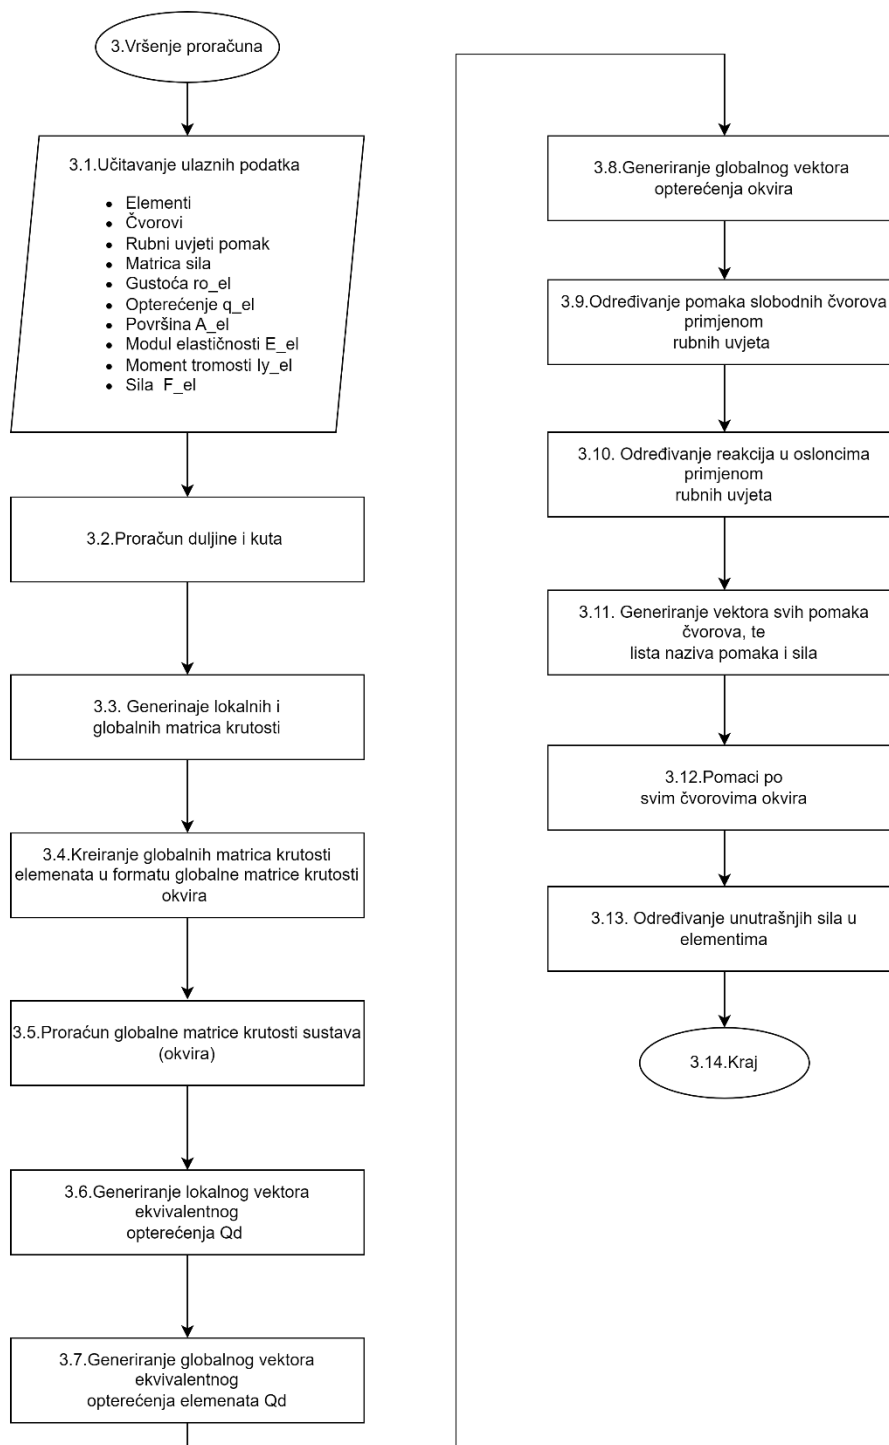 3.Vršenje proračuna
3.1.Učitavanje ulaznih podatka
Elementi
Čvorovi
Rubni uvjeti pomak
Matrica sila
Gustoća ro_el
Opterećenje q_el
Površina A_el
Modul elastičnosti E_el
Moment tromosti Iy_el
Sila F_el
3.2.Proračun duljine i kuta
3.3. Generinaje lokalnih i
globalnih matrica krutosti
3.4.Kreiranje globalnih matrica krutosti
elemenata u formatu globalne matrice krutosti
okvira
3.5.Proraćun globalne matrice krutosti sustava
(okvira)
3.6.Generiranje lokalnog vektora
ekvivalentnog
opterećenja Qd
3.7.Generiranje globalnog vektora
ekvivalentnog
opterećenja elemenata Qd
3.8.Generiranje globalnog vektora
opterećenja okvira
3.9.Određivanje pomaka slobodnih čvorova
primjenom
rubnih uvjeta
3.10. Određivanje reakcija u osloncima
primjenom
rubnih uvjeta
3.11. Generiranje vektora svih pomaka
čvorova, te
lista naziva pomaka i sila
3.12.Pomaci po
svim čvorovima okvira
3.13. Određivanje unutrašnjih sila u
elementima
3.14.Kraj